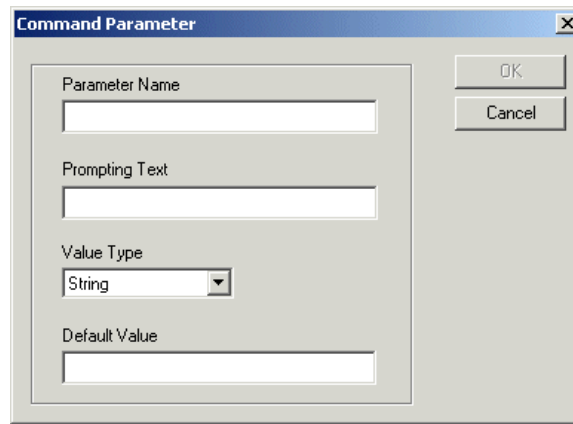 Command Parameter
Parameter Name
OK
Cancel
Prompting Text
Value Type
String
Default Value